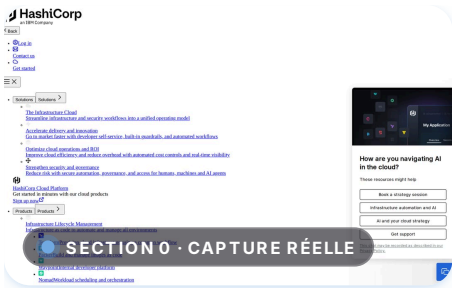 HashiCorp
an IBM Company
Back
Log in
Contact us
Get started
Solutions Solutions
The Infrastructure Cloud
Streamline infrastructure and security workflows into a unified operation model
Accelerate delivery and innovation
Go to market faster with developer self-service, built-in guardrails, and automated workflows
Optimize cloud operations and ROI
Improve cloud efficiency and reduce overhead with automated cost controls and real-time visibility
Strengthen security and governance
Reduce risk with secure automation, governance, and access for humans, machines and AI agents
HashiCorp Cloud Platform
Get started in minutes with our cloud products
Sign up now
Products Products
Infrastructure Lifecycle Management
SECTION 0 · CAPTURE RÉELLE
Nomad Workload scheduling and orchestration
My Application
How are you navigating AI
in the cloud?
These resources might help.
Book a strategy session
Infrastructure automation and AI
AI and your cloud strategy
Get support